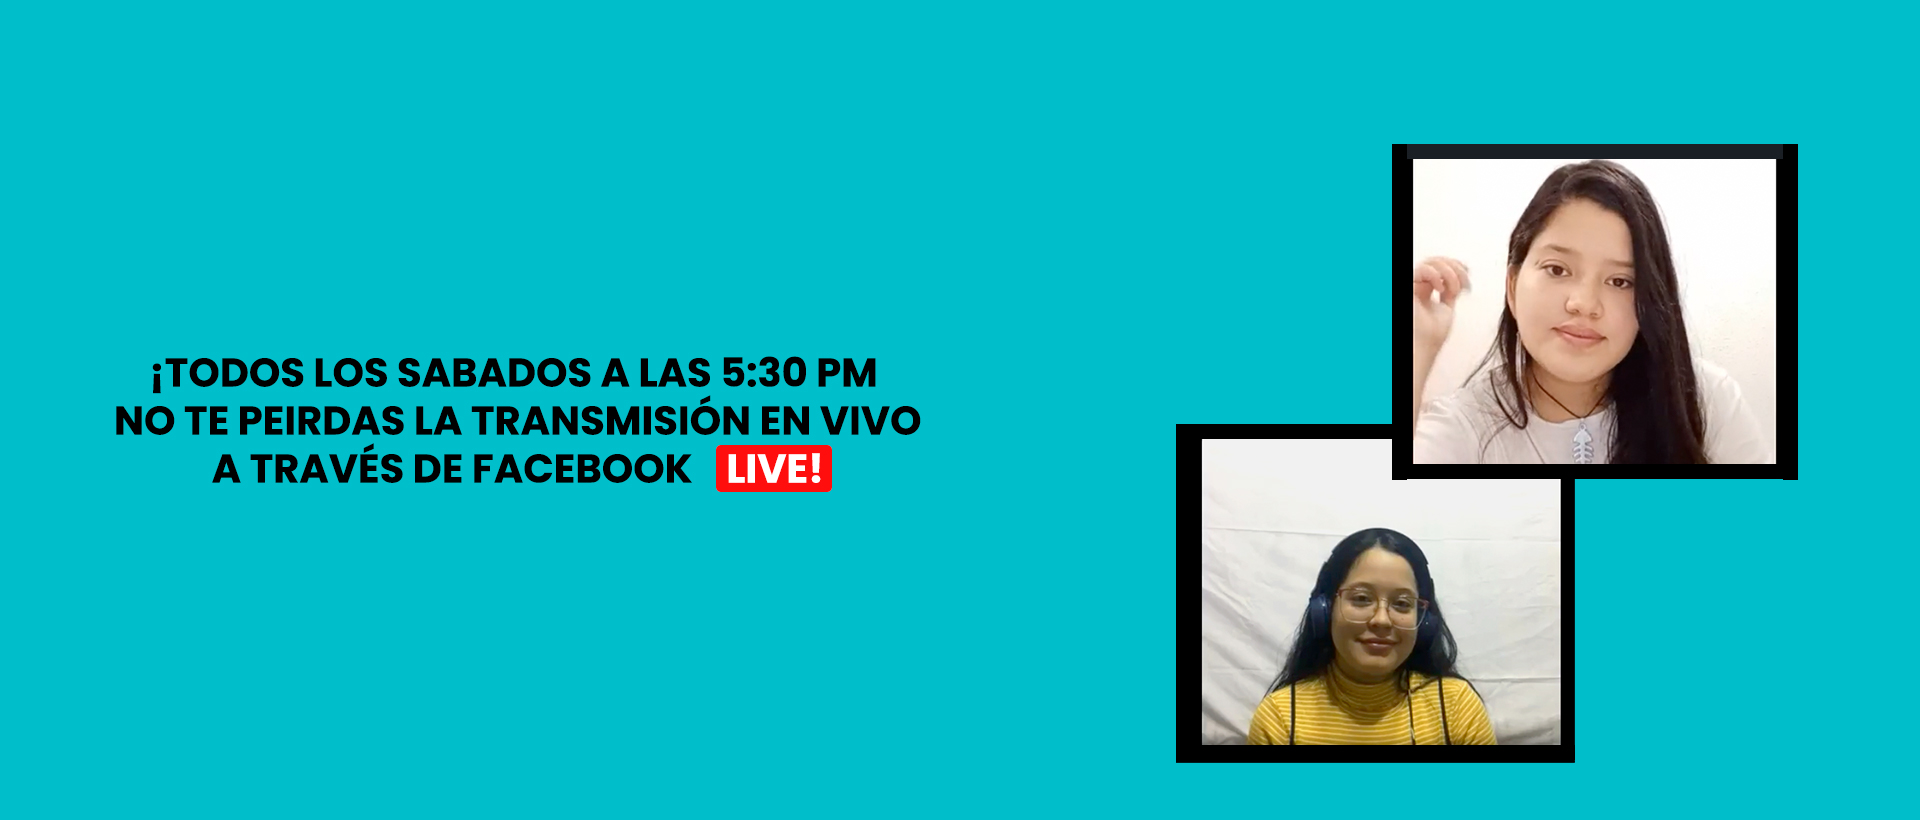 ¡TODOS LOS SABADOS A LAS 5:30 PM
NO TE PEIRDAS LA TRANSMISIÓN EN VIVO
A TRAVÉS DE FACEBOOK LIVE!